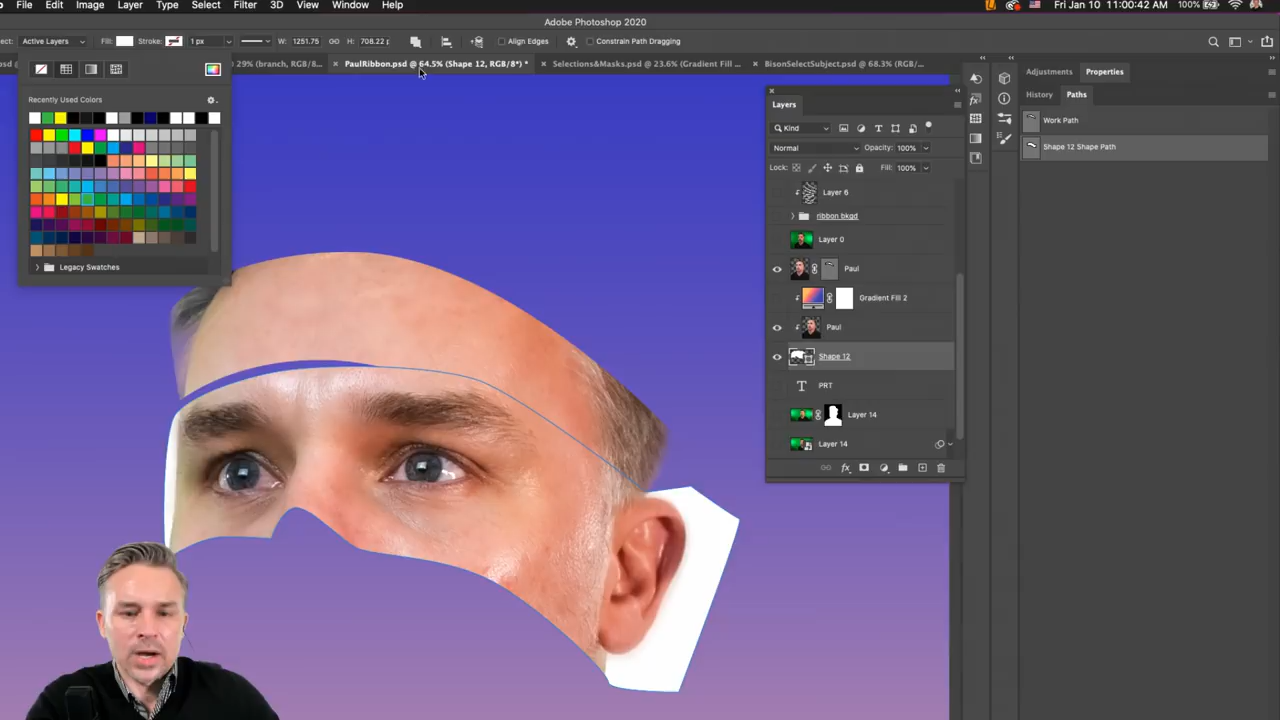 File Edit Image Layer Type Select Filter 3D View Window Help
100% Fri Jan 10 11:00:42 AM
Adobe Photoshop 2020
ect: Active Layers Fill: Stroke: 1 px W: 1251.75 H: 708.22 p Align Edges Constrain Path Dragging
psd @ 29% (branch, RGB/8... × PaulRibbon.psd @ 64.5% (Shape 12, RGB/8*) * × Selections&Masks.psd @ 23.6% (Gradient Fill ... × BisonSelectSubject.psd @ 68.3% (RGB/...
Recently Used Colors
Legacy Swatches
Layers
Kind
Normal Opacity: 100%
Lock: Fill: 100%
Layer 6
ribbon bkgd
Layer 0
Paul
Gradient Fill 2
Paul
Shape 12
T PRT
Layer 14
Layer 14
fx
Adjustments Properties
History Paths
Work Path
Shape 12 Shape Path